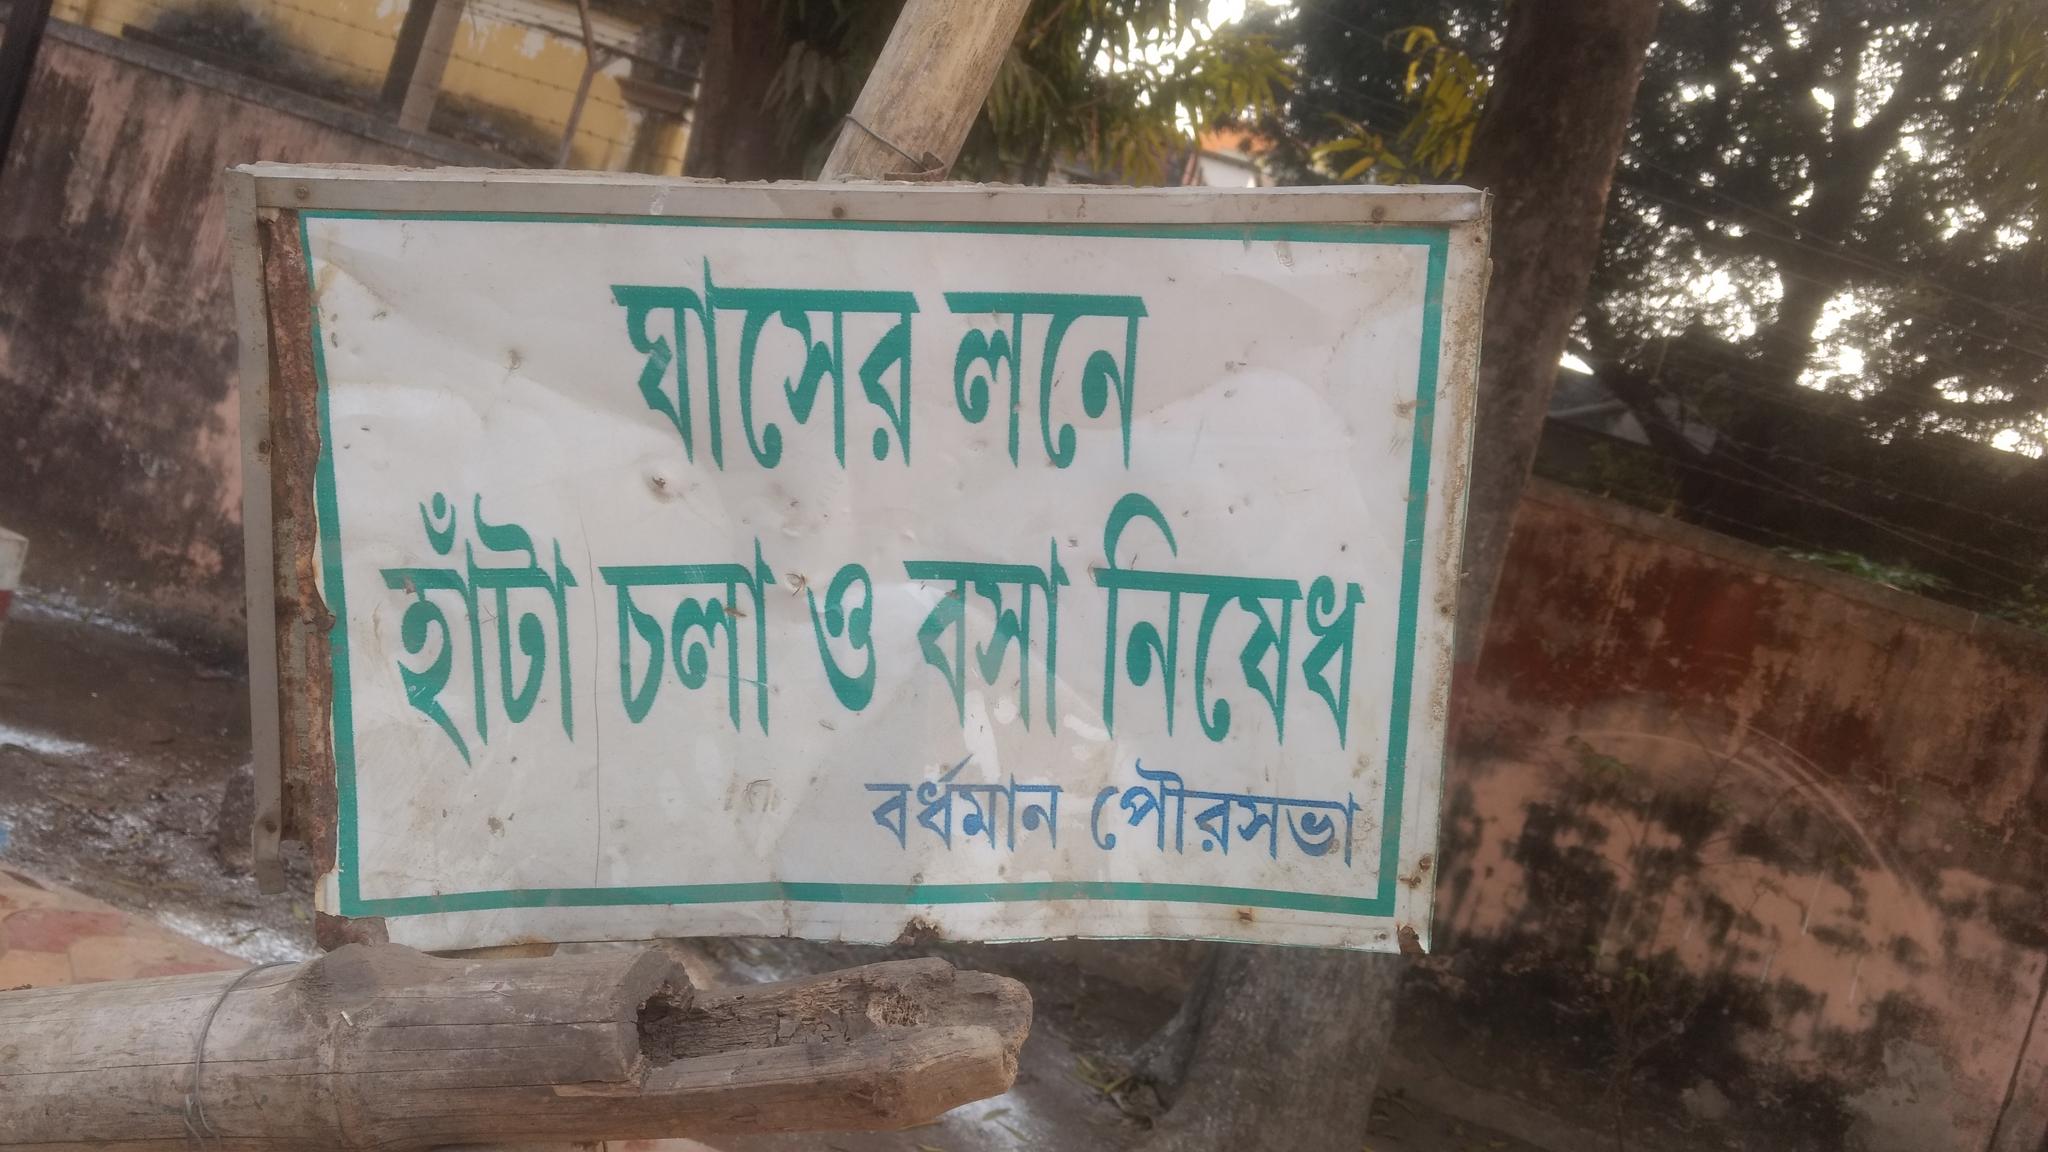 ঘাসের লনে
হাঁটা চলা ও বসা নিষেধ
বর্ধমান পৌরসভা